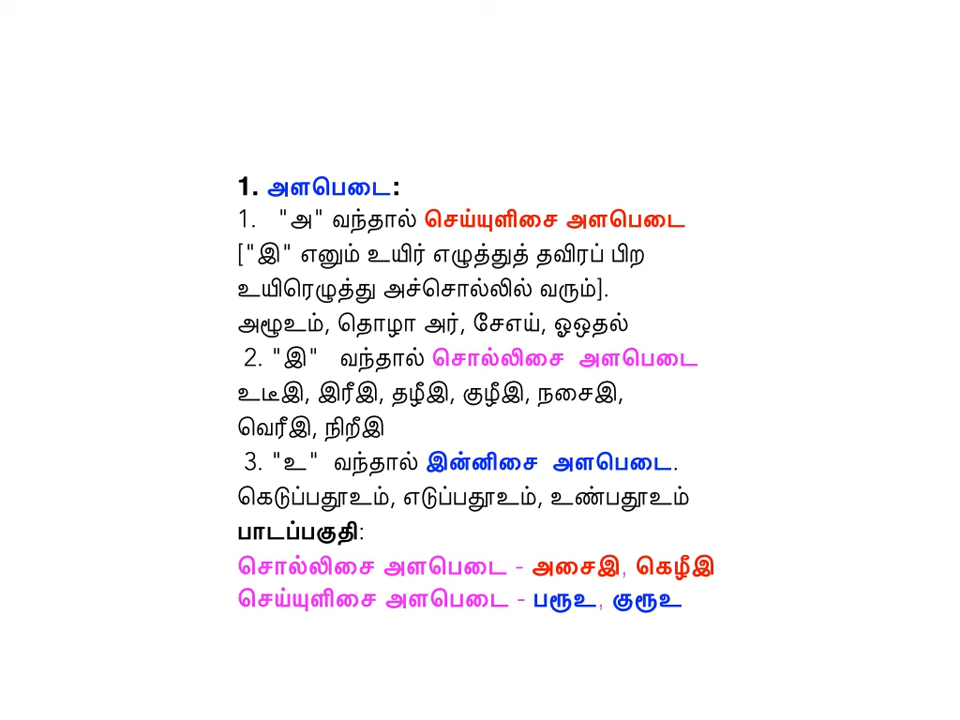 1. அளபெடை:
1. "அ" வந்தால் செய்யுளிசை அளபெடை
["இ" எனும் உயிர் எழுத்துத் தவிரப் பிற
உயிரெழுத்து அச்சொல்லில் வரும்].
அழூஉம், தொழாஅர், சேஎய், ஓஒதல்
2. "இ" வந்தால் சொல்லிசை அளபெடை
உடீஇ, இரீஇ, தழீஇ, குழீஇ, நசைஇ,
வெரீஇ, நிறீஇ
3. "உ" வந்தால் இன்னிசை அளபெடை.
கெடுப்பதூஉம், எடுப்பதூஉம், உண்பதூஉம்
பாடப்பகுதி:
சொல்லிசை அளபெடை - அசைஇ, கெழீஇ
செய்யுளிசை அளபெடை - பரூஉ, குரூஉ